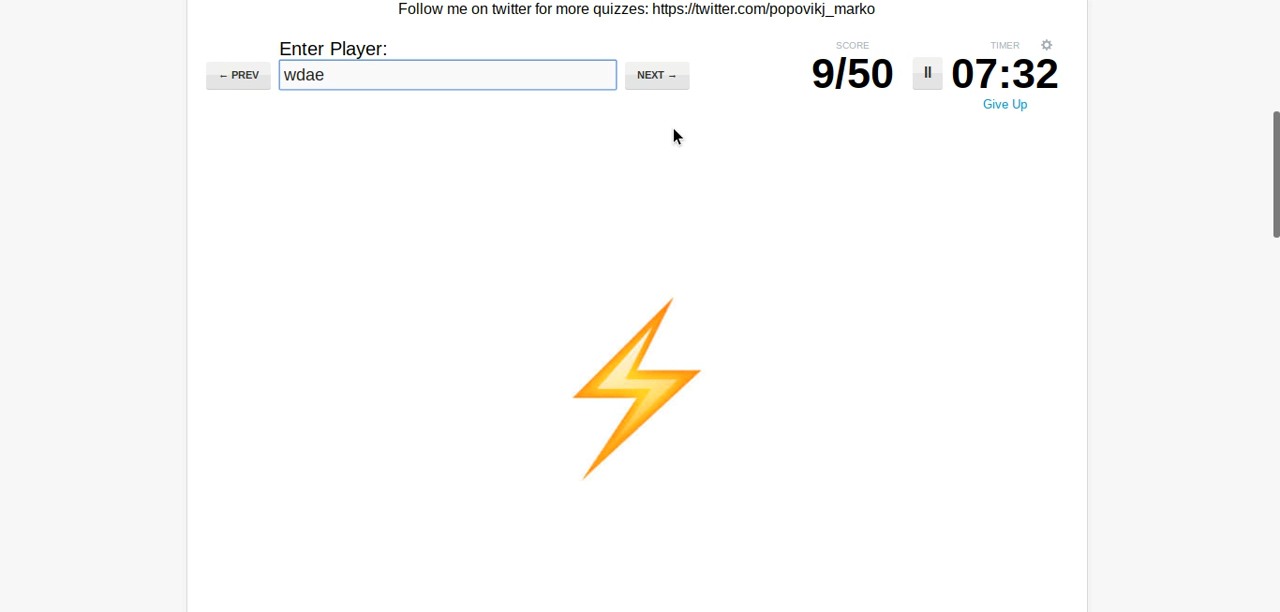 Follow me on twitter for more quizzes: https://twitter.com/popovikj_marko
Enter Player:
← PREV
wdae
NEXT →
SCORE
9/50
TIMER
07:32
Give Up